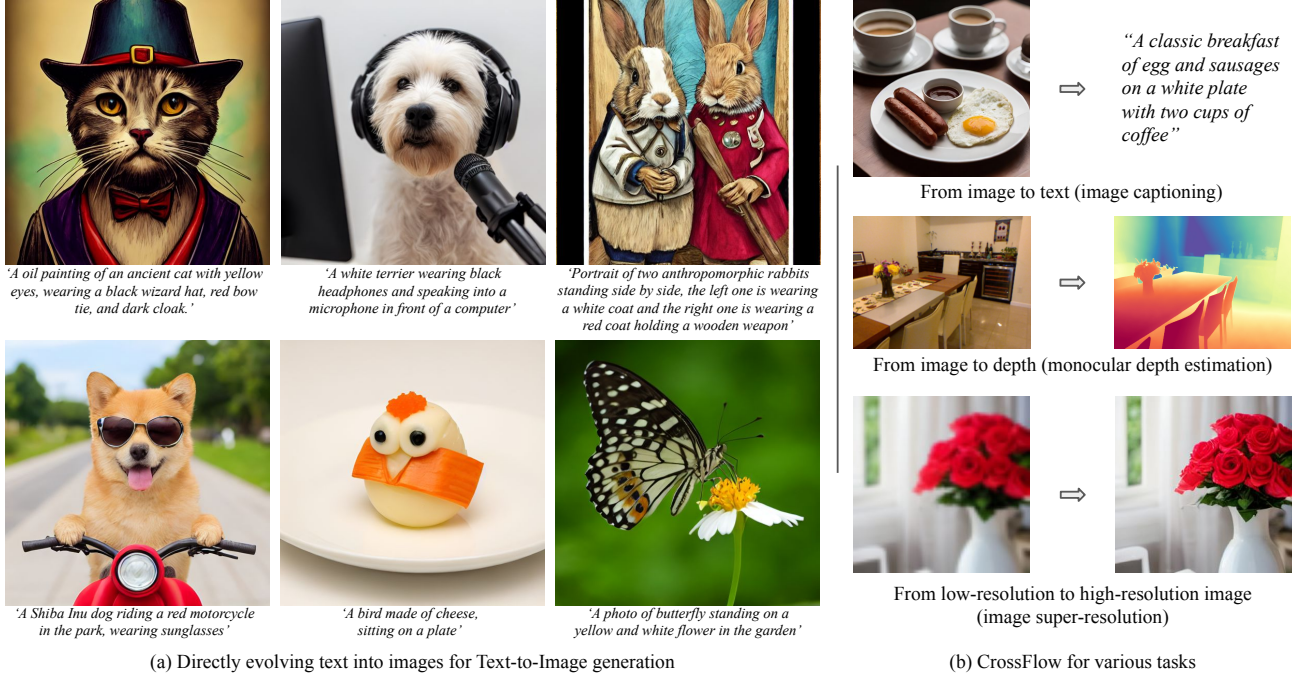 ‘A oil painting of an ancient cat with yellow
eyes, wearing a black wizard hat, red bow
tie, and dark cloak.’
‘A white terrier wearing black
headphones and speaking into a
microphone in front of a computer’
‘Portrait of two anthropomorphic rabbits
standing side by side, the left one is wearing
a white coat and the right one is wearing a
red coat holding a wooden weapon’
‘A Shiba Inu dog riding a red motorcycle
in the park, wearing sunglasses’
‘A bird made of cheese,
sitting on a plate’
‘A photo of butterfly standing on a
yellow and white flower in the garden’
(a) Directly evolving text into images for Text-to-Image generation
“A classic breakfast
of egg and sausages
on a white plate
with two cups of
coffee”
From image to text (image captioning)
From image to depth (monocular depth estimation)
From low-resolution to high-resolution image
(image super-resolution)
(b) CrossFlow for various tasks